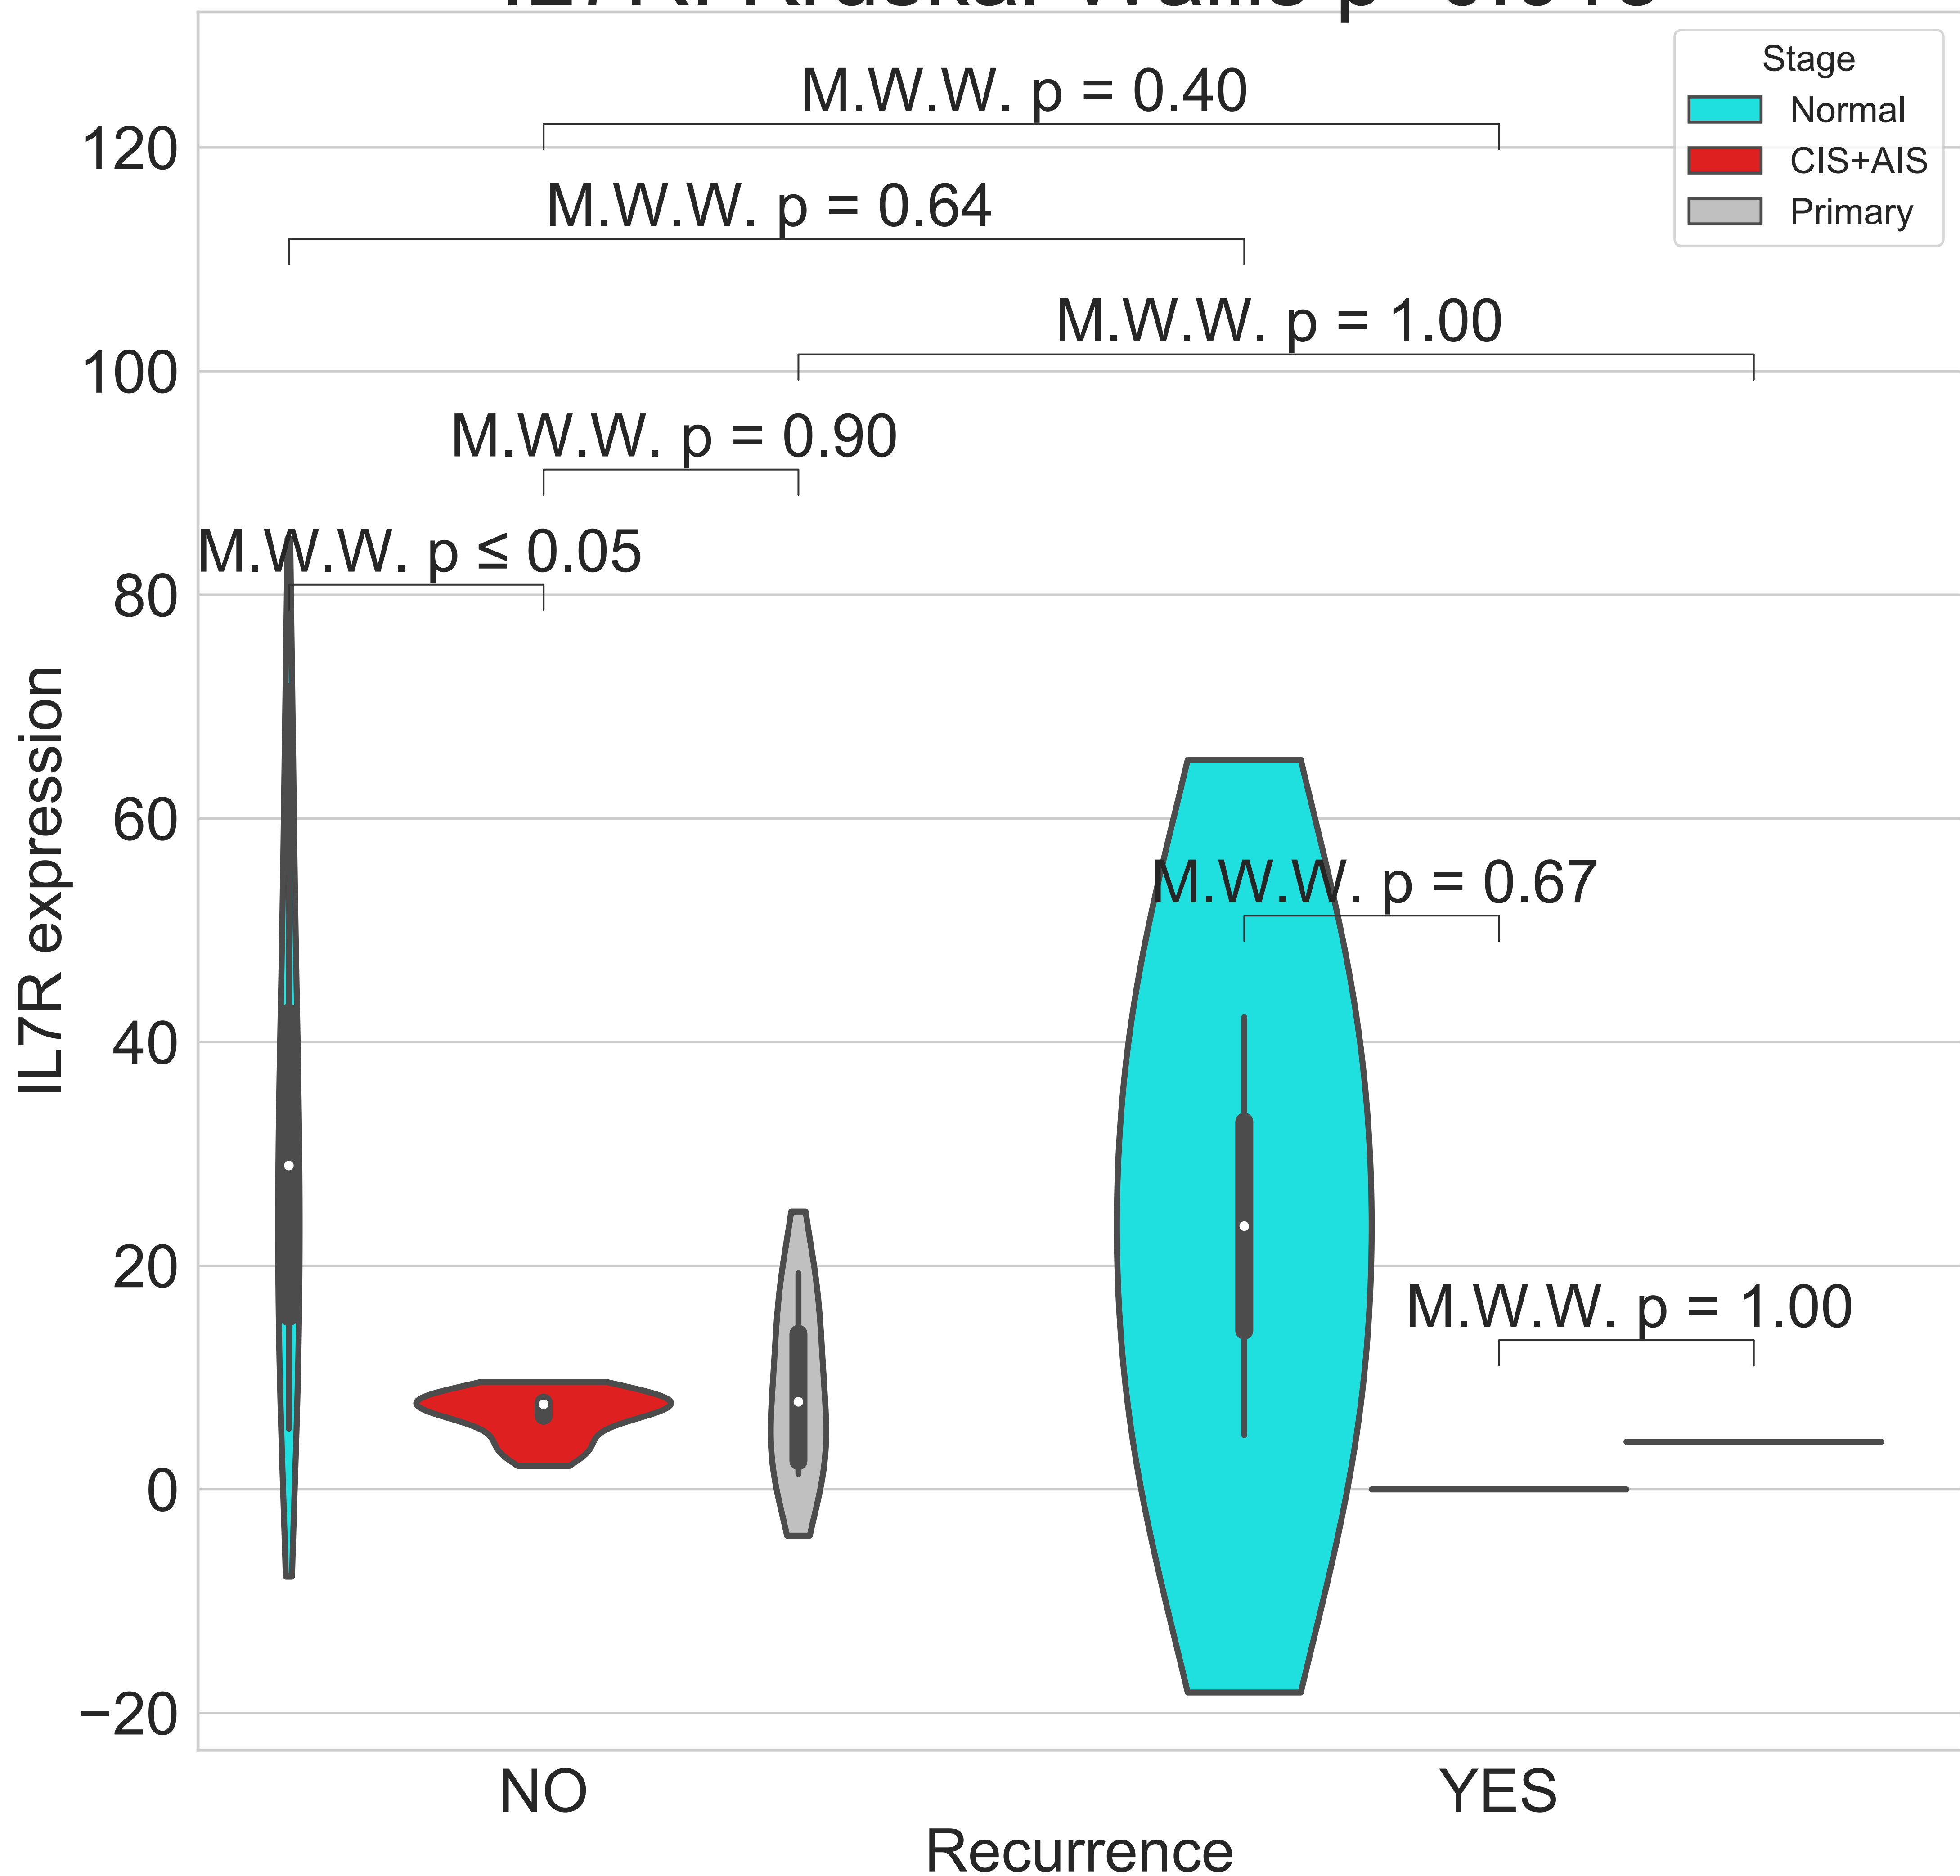 Stage
Normal
CIS+AIS
Primary
M.W.W. p = 0.40
M.W.W. p = 0.64
M.W.W. p = 1.00
M.W.W. p = 0.90
M.W.W. p ≤ 0.05
M.W.W. p = 0.67
M.W.W. p = 1.00
120
100
80
60
40
20
0
−20
IL7R expression
NO
YES
Recurrence